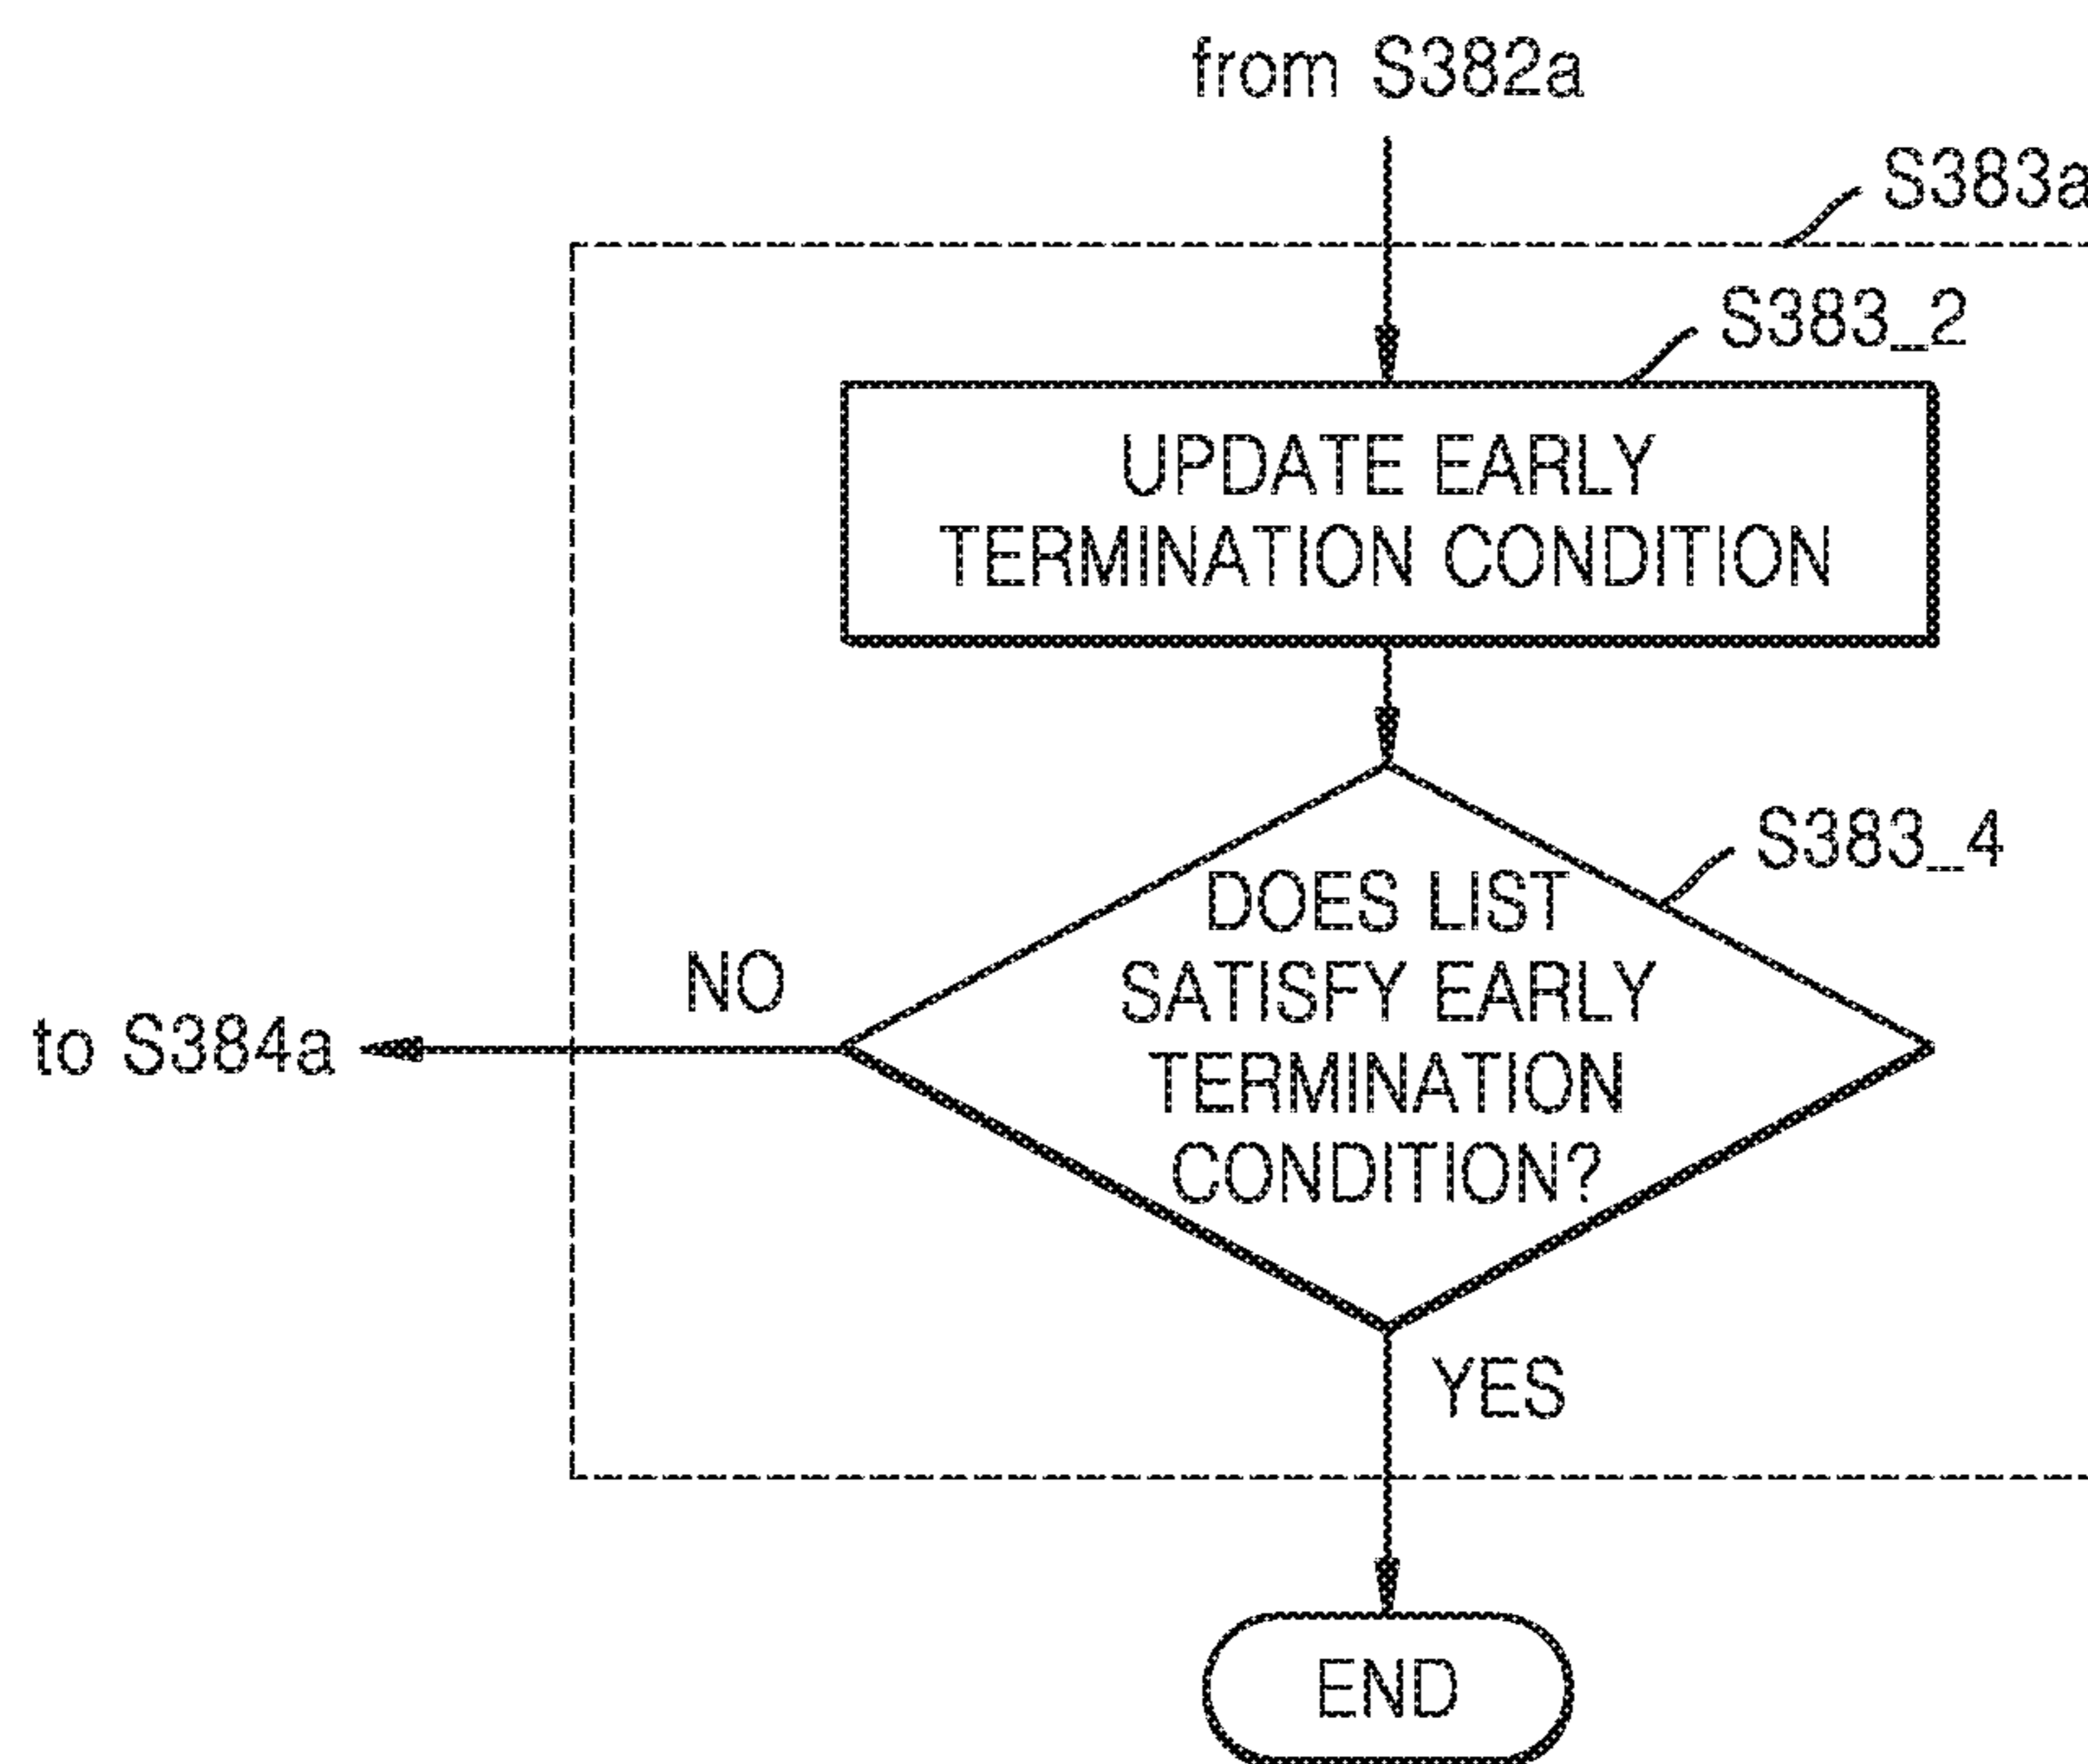 from S382a
S383a
S383_2
UPDATE EARLY
TERMINATION CONDITION
S383_4
DOES LIST
SATISFY EARLY
TERMINATION
CONDITION?
NO
to S384a
YES
END